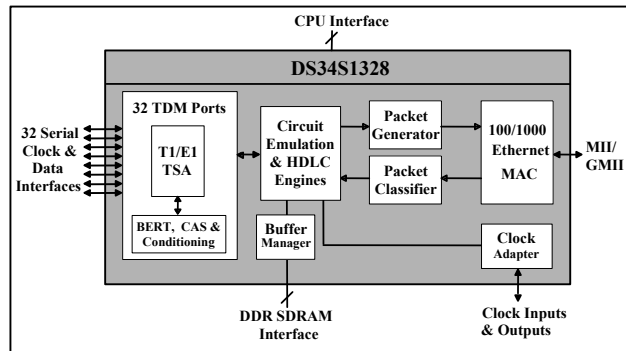 CPU Interface
DS34S1328
32 TDM Ports
32 Serial
Clock &
Data
Interfaces
T1/E1
TSA
BERT, CAS &
Conditioning
Circuit
Emulation
& HDLC
Engines
Packet
Generator
Packet
Classifier
100/1000
Ethernet
MAC
MII/
GMII
Buffer
Manager
Clock
Adapter
DDR SDRAM
Interface
Clock Inputs
& Outputs